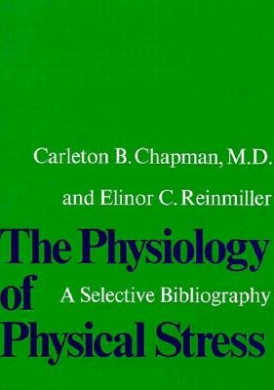 Carleton B. Chapman, M.D.
and Elinor C. Reinmiller
The Physiology
of A Selective Bibliography
Physical Stress